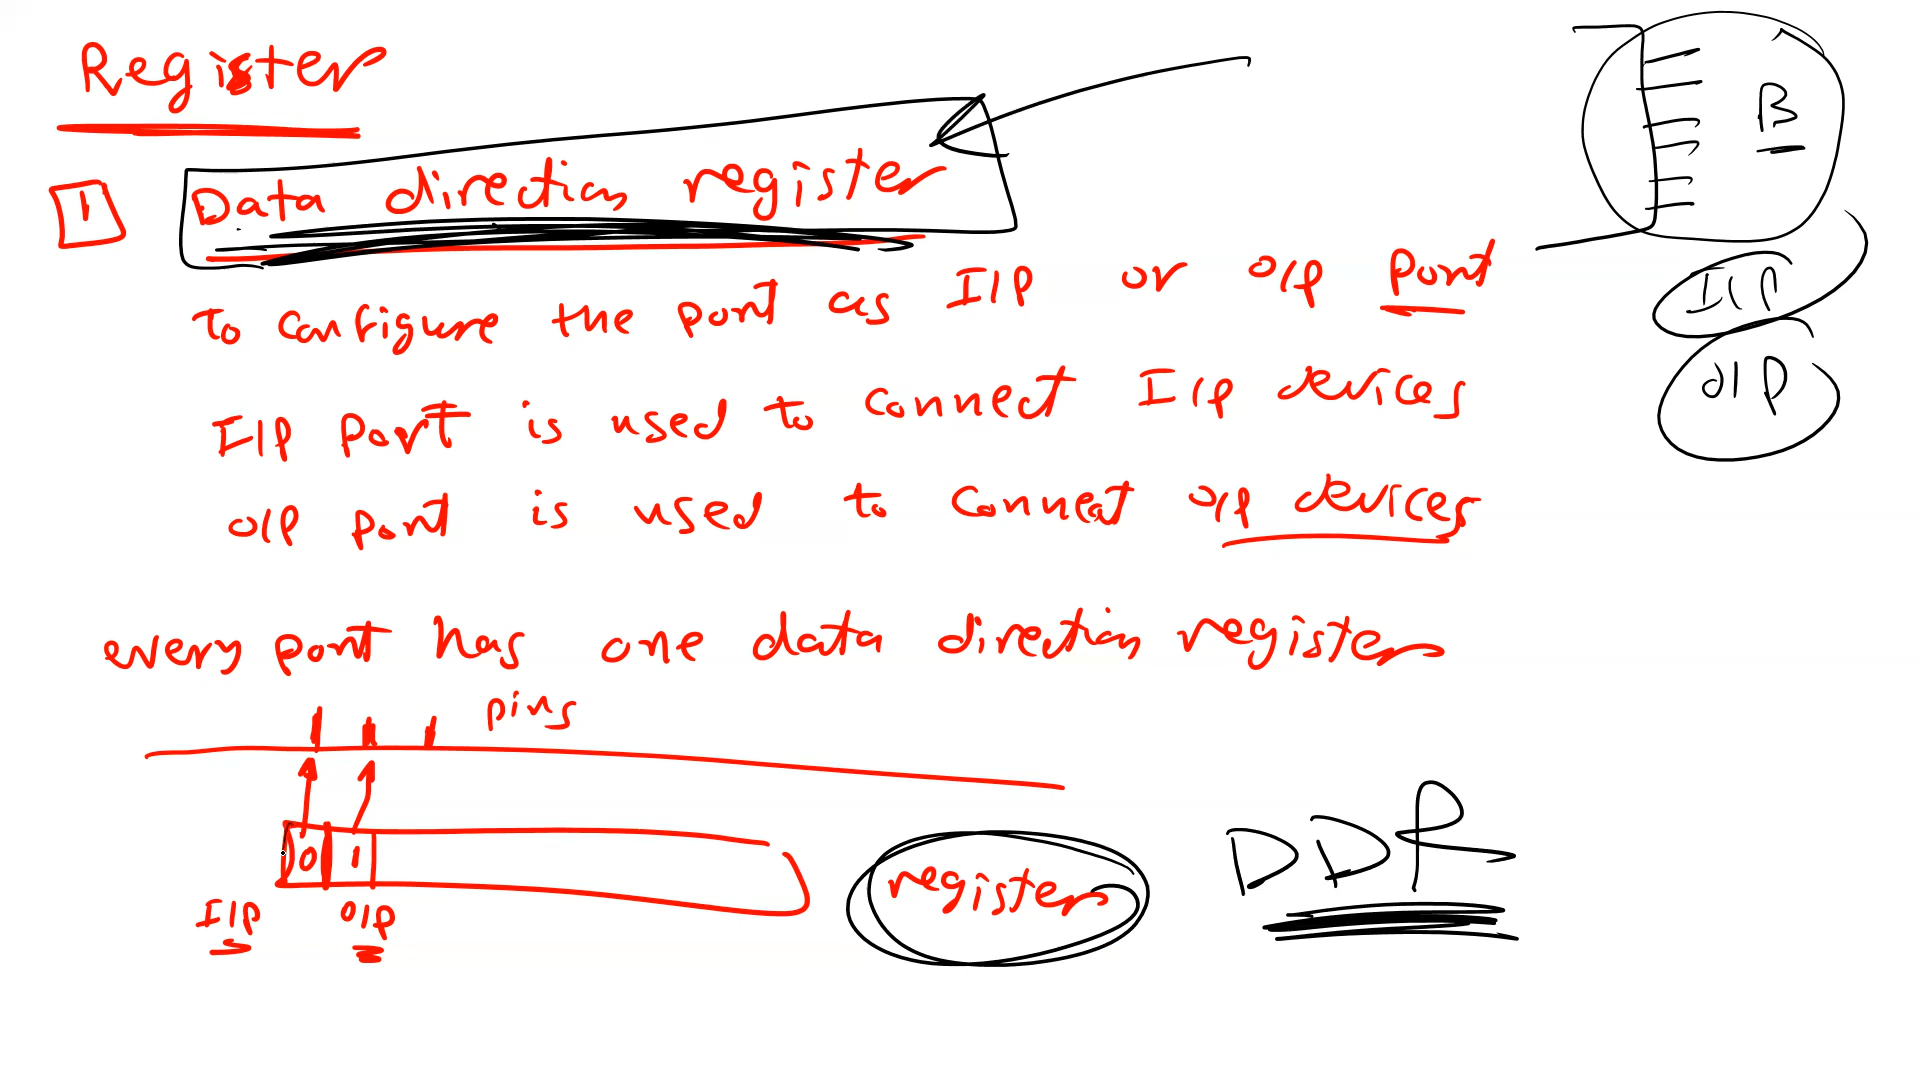 Register
B
1 Data direction register
to configure the port as I/p or o/p port
I/p
I/p port is used to connect I/p devices
o/p
o/p port is used to connect o/p devices
every port has one data direction register
pins
0 1
register
DDR
I/p o/p